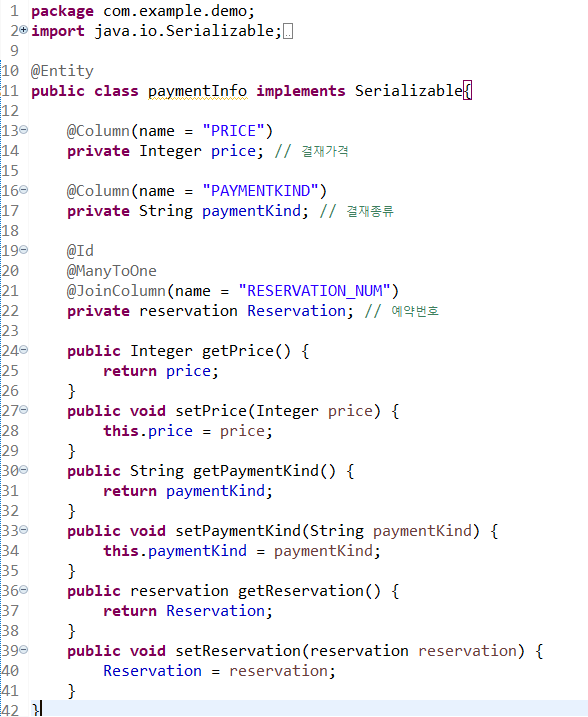 1 package com.example.demo;
2 import java.io.Serializable;
9
10 @Entity
11 public class paymentInfo implements Serializable{
12
13 @Column(name = "PRICE")
14 private Integer price; // 결재가격
15
16 @Column(name = "PAYMENTKIND")
17 private String paymentKind; // 결재종류
18
19 @Id
20 @ManyToOne
21 @JoinColumn(name = "RESERVATION_NUM")
22 private reservation Reservation; // 예약번호
23
24 public Integer getPrice() {
25 return price;
26 }
27 public void setPrice(Integer price) {
28 this.price = price;
29 }
30 public String getPaymentKind() {
31 return paymentKind;
32 }
33 public void setPaymentKind(String paymentKind) {
34 this.paymentKind = paymentKind;
35 }
36 public reservation getReservation() {
37 return Reservation;
38 }
39 public void setReservation(reservation reservation) {
40 Reservation = reservation;
41 }
42 }